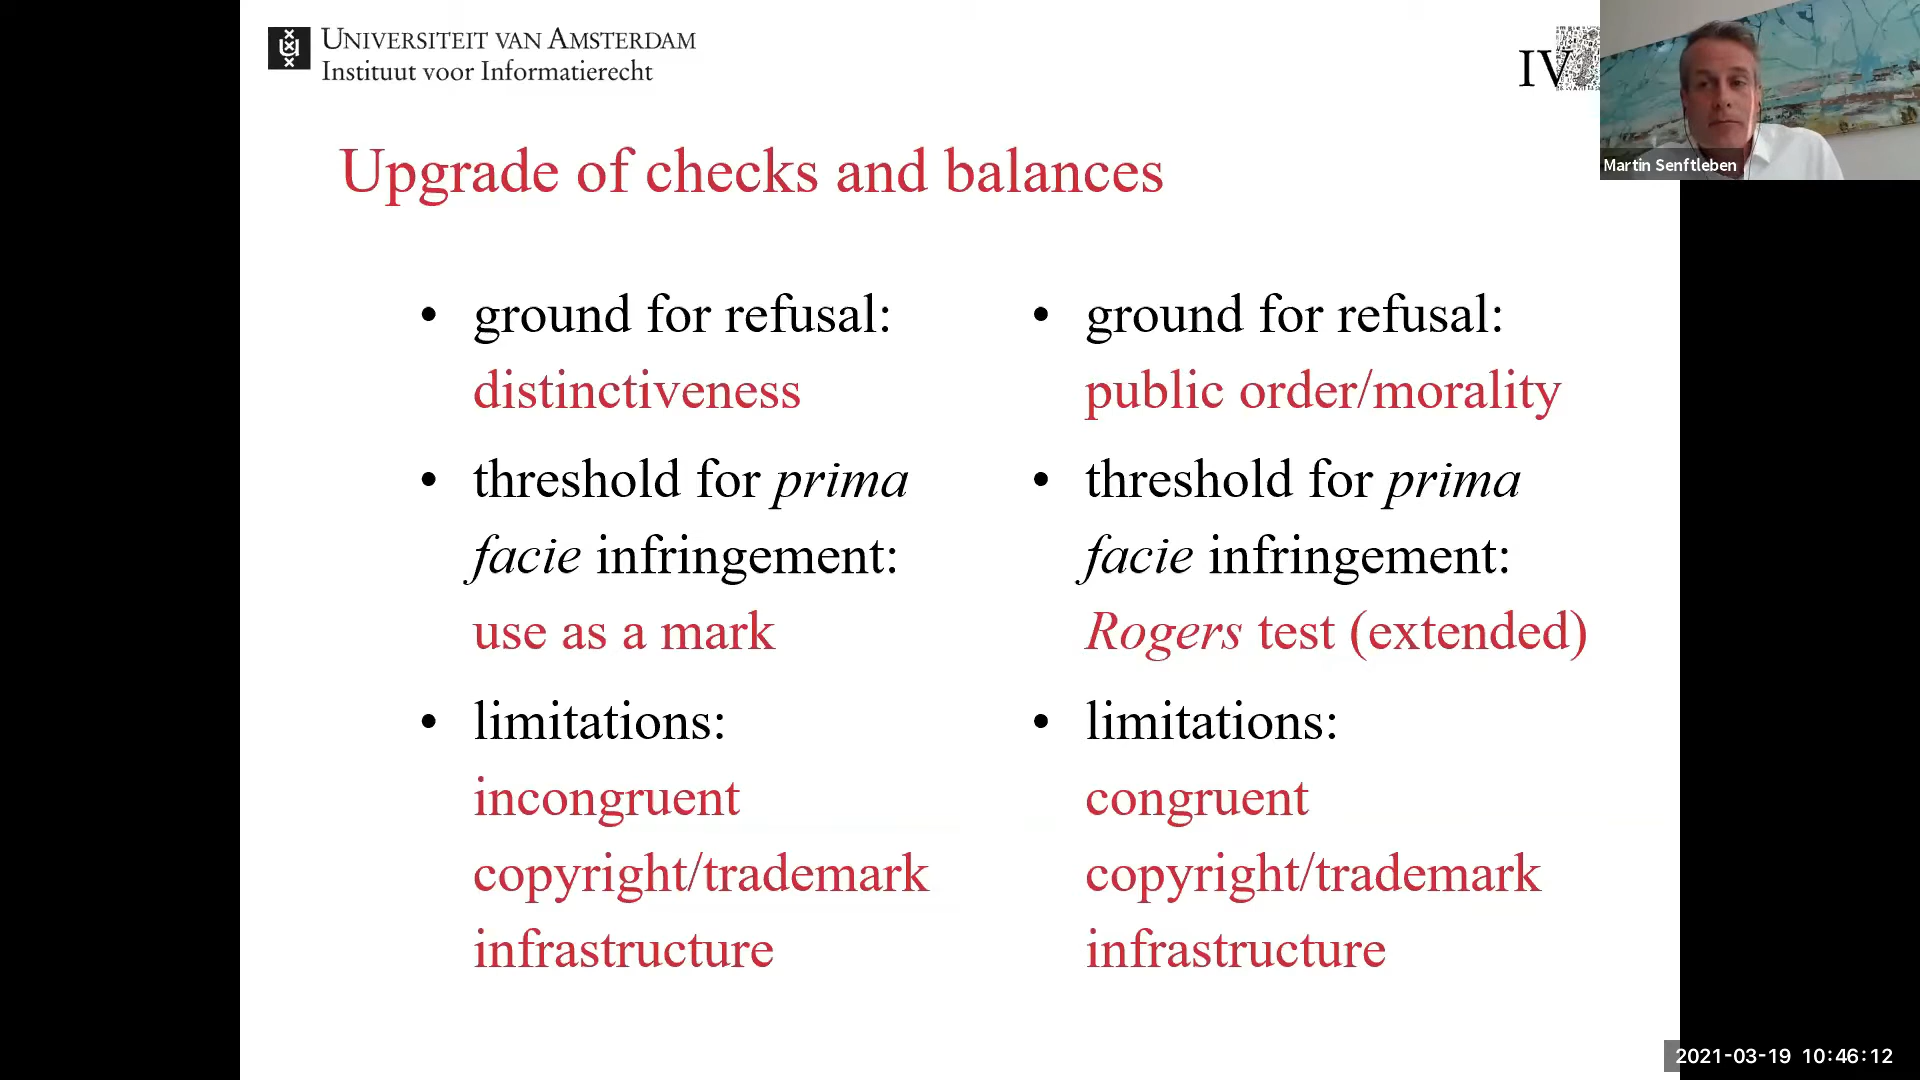 UNIVERSITEIT VAN AMSTERDAM
Instituut voor Informatierecht
Martin Senftleben
Upgrade of checks and balances
• ground for refusal:
distinctiveness
• threshold for prima
facie infringement:
use as a mark
• limitations:
incongruent
copyright/trademark
infrastructure
• ground for refusal:
public order/morality
• threshold for prima
facie infringement:
Rogers test (extended)
• limitations:
congruent
copyright/trademark
infrastructure
2021-03-19 10:46:12